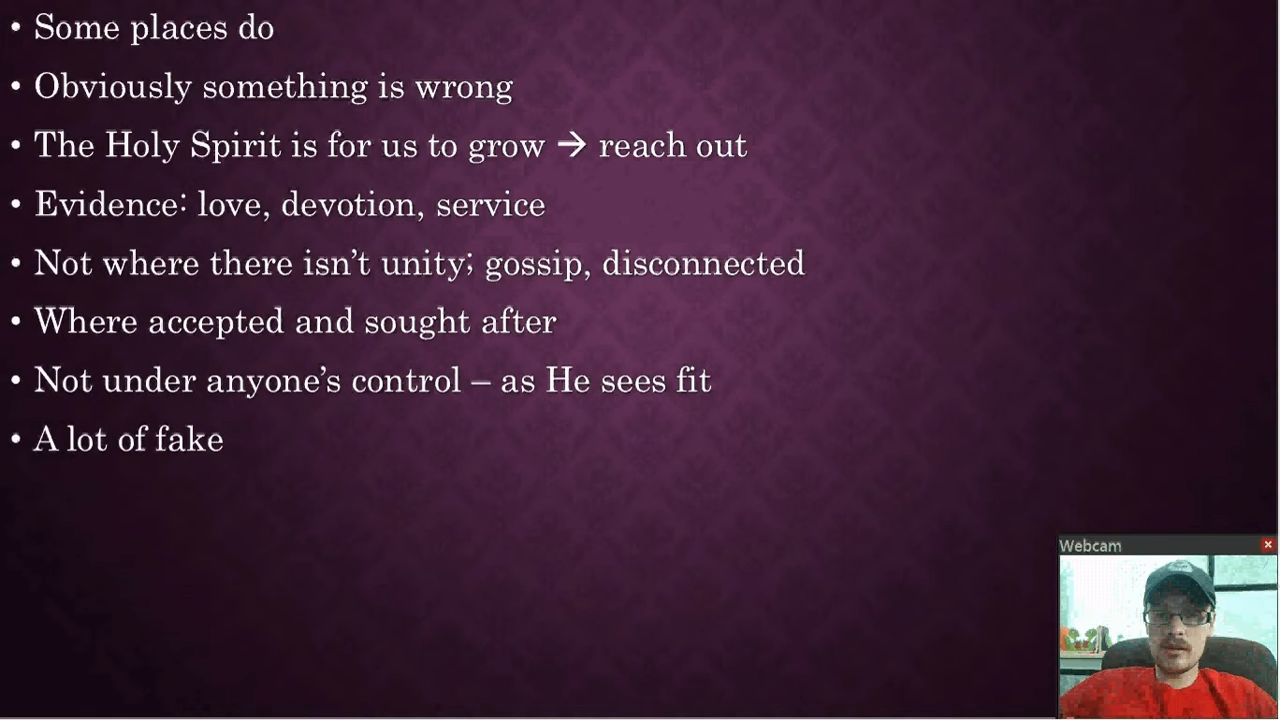 • Some places do
• Obviously something is wrong
• The Holy Spirit is for us to grow → reach out
• Evidence: love, devotion, service
• Not where there isn’t unity; gossip, disconnected
• Where accepted and sought after
• Not under anyone’s control – as He sees fit
• A lot of fake
Webcam